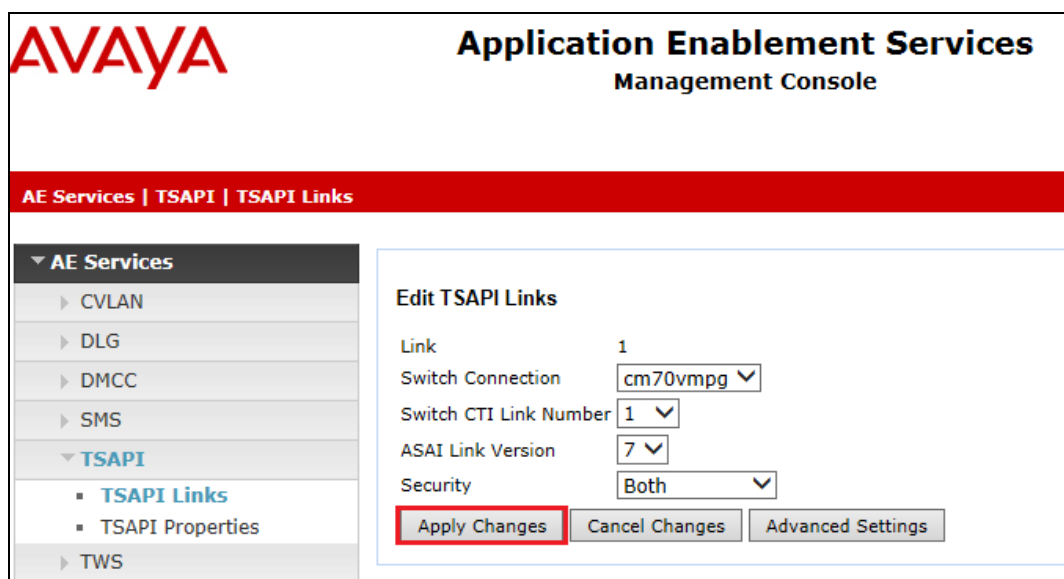 AVAYA
Application Enablement Services
Management Console
AE Services | TSAPI | TSAPI Links
AE Services
CVLAN
DLG
DMCC
SMS
TSAPI
TSAPI Links
TSAPI Properties
TWS
Edit TSAPI Links
Link 1
Switch Connection cm70vmpg
Switch CTI Link Number 1
ASAI Link Version 7
Security Both
Apply Changes Cancel Changes Advanced Settings